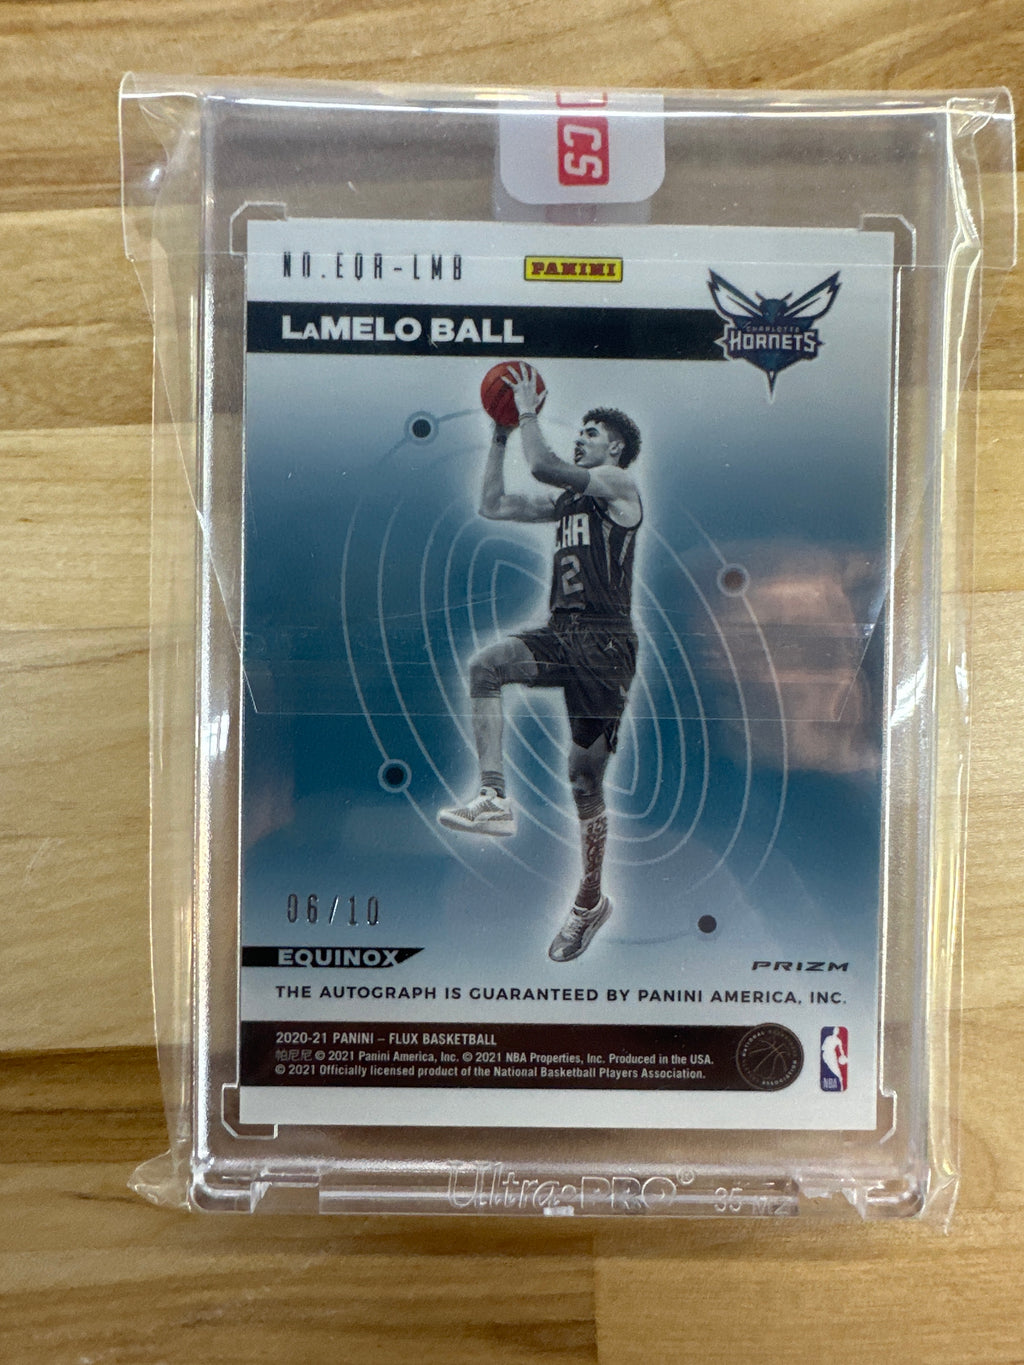 CS
NO.EQR-LMB
PANINI
LaMELO BALL
CHARLOTTE
HORNETS
CHA
2
06/10
EQUINOX
PRIZM
THE AUTOGRAPH IS GUARANTEED BY PANINI AMERICA, INC.
2020-21 PANINI – FLUX BASKETBALL
帕尼尼 © 2021 Panini America, Inc. © 2021 NBA Properties, Inc. Produced in the USA.
© 2021 Officially licensed product of the National Basketball Players Association.
NATIONAL BASKETBALL
ASSOCIATION
NBA
Ultra•PRO®
35